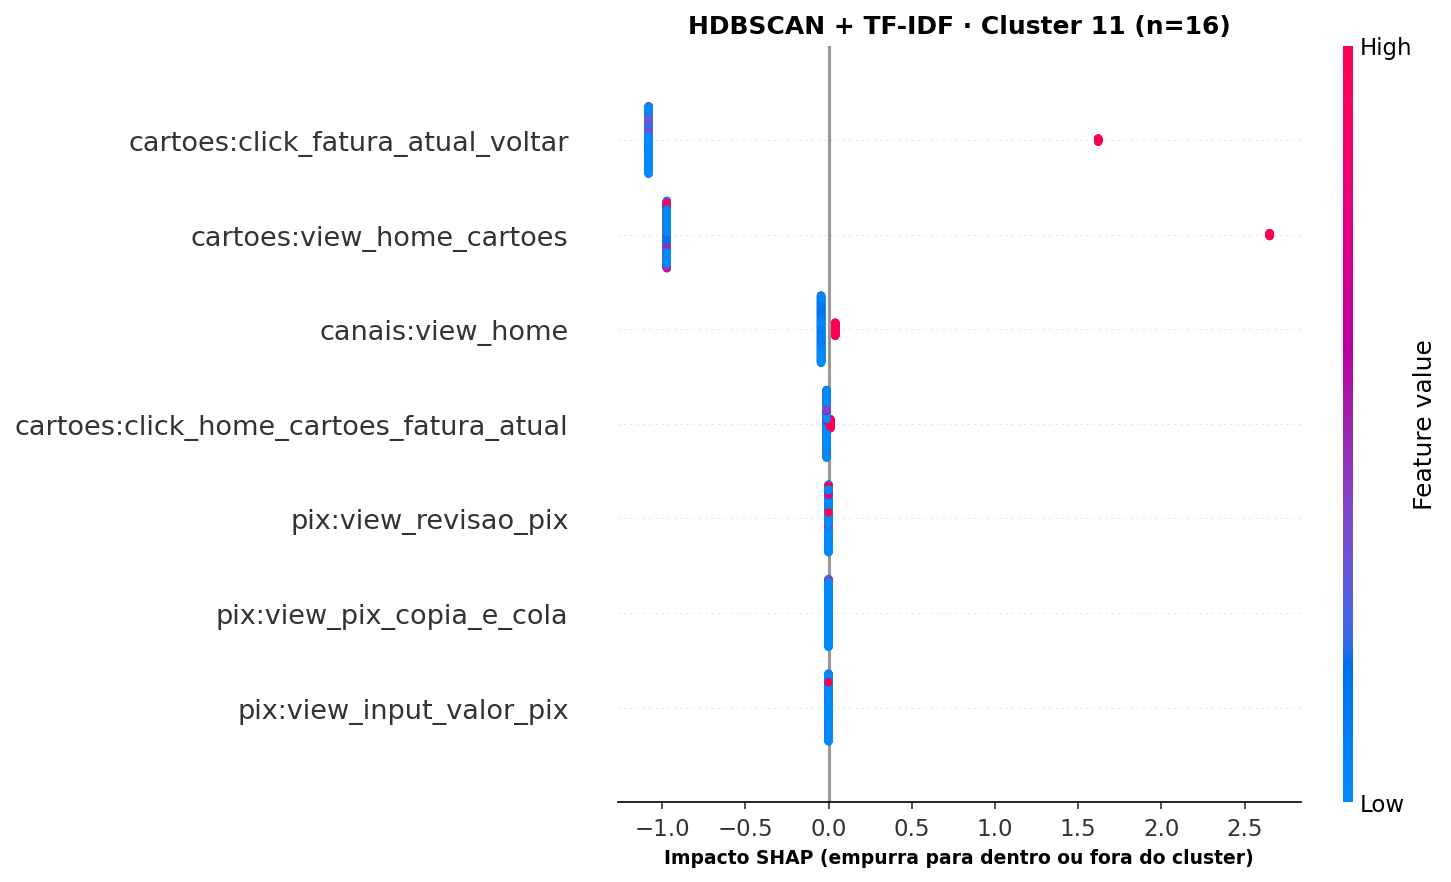 HDBSCAN + TF-IDF · Cluster 11 (n=16)
High
cartoes:click_fatura_atual_voltar
cartoes:view_home_cartoes
canais:view_home
cartoes:click_home_cartoes_fatura_atual
pix:view_revisao_pix
pix:view_pix_copia_e_cola
pix:view_input_valor_pix
Feature value
Low
−1.0 −0.5 0.0 0.5 1.0 1.5 2.0 2.5
Impacto SHAP (empurra para dentro ou fora do cluster)